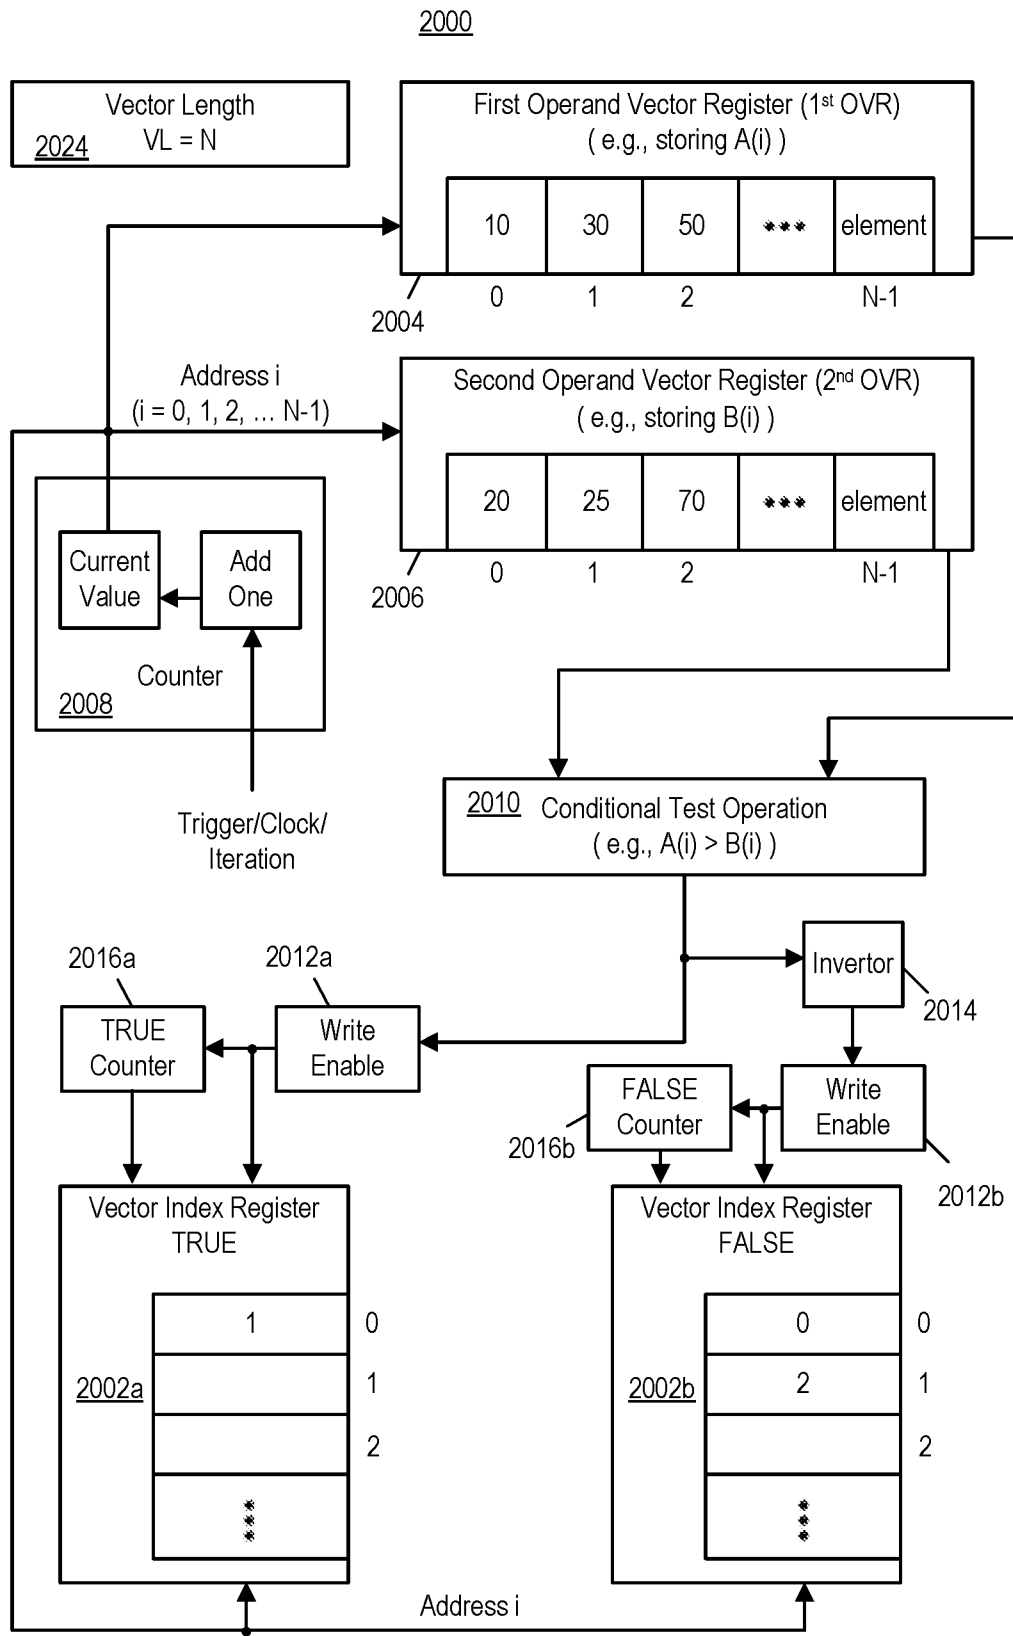 2000
Vector Length
VL = N
2024
First Operand Vector Register (1st OVR)
( e.g., storing A(i) )
10 30 50 *** element
0 1 2 N-1
2004
Address i
(i = 0, 1, 2, ... N-1)
Second Operand Vector Register (2nd OVR)
( e.g., storing B(i) )
20 25 70 *** element
0 1 2 N-1
2006
Current
Value
Add
One
Counter
2008
Trigger/Clock/
Iteration
2010
Conditional Test Operation
( e.g., A(i) > B(i) )
2016a
2012a
TRUE
Counter
Write
Enable
Invertor
2014
FALSE
Counter
Write
Enable
2016b
2012b
Vector Index Register
TRUE
1 0
2002a
1
2
***
Vector Index Register
FALSE
0 0
2002b
2 1
2
***
Address i